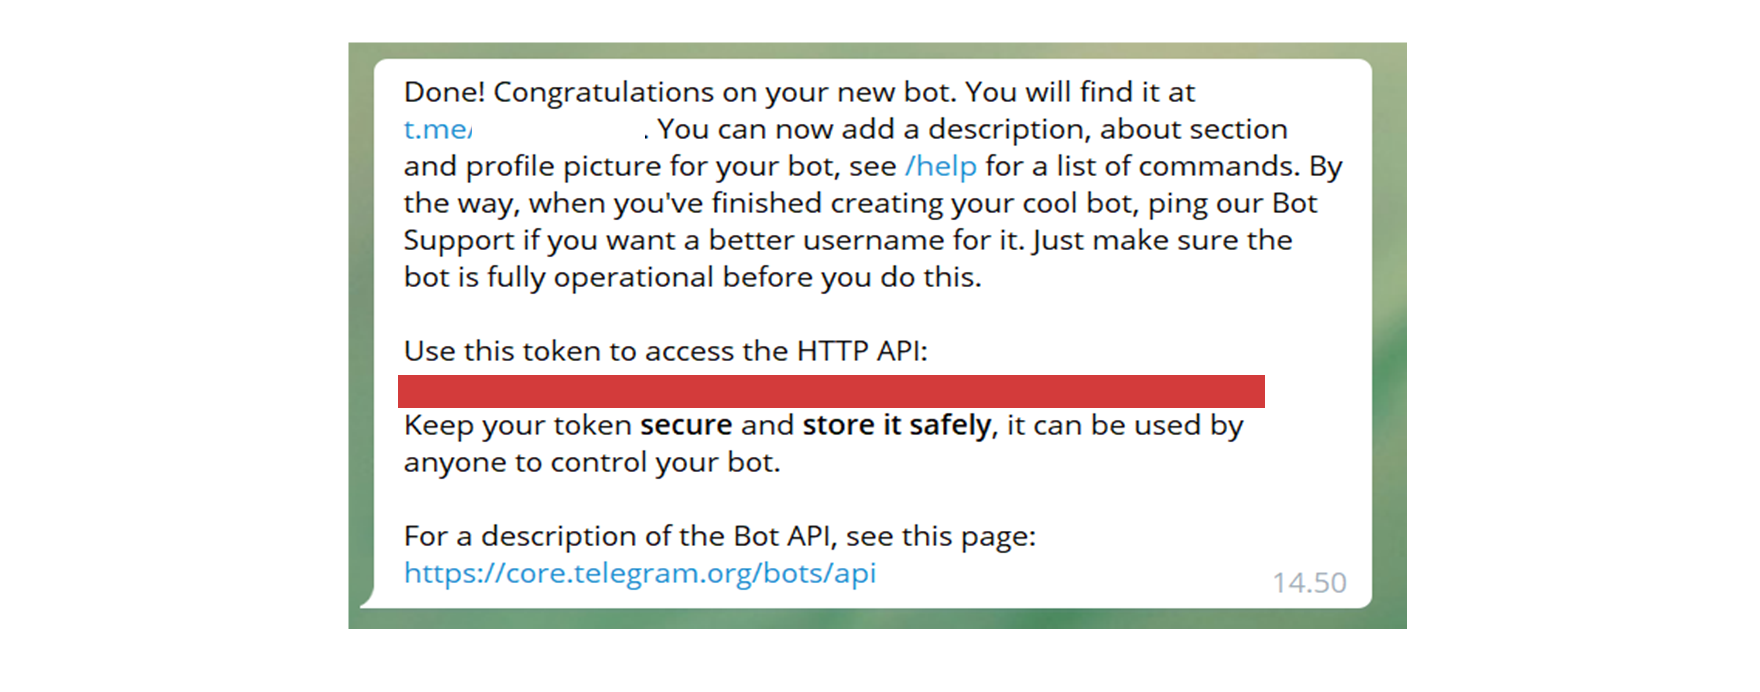 Done! Congratulations on your new bot. You will find it at
t.me/ . You can now add a description, about section
and profile picture for your bot, see /help for a list of commands. By
the way, when you've finished creating your cool bot, ping our Bot
Support if you want a better username for it. Just make sure the
bot is fully operational before you do this.
Use this token to access the HTTP API:
Keep your token secure and store it safely, it can be used by
anyone to control your bot.
For a description of the Bot API, see this page:
https://core.telegram.org/bots/api
14.50